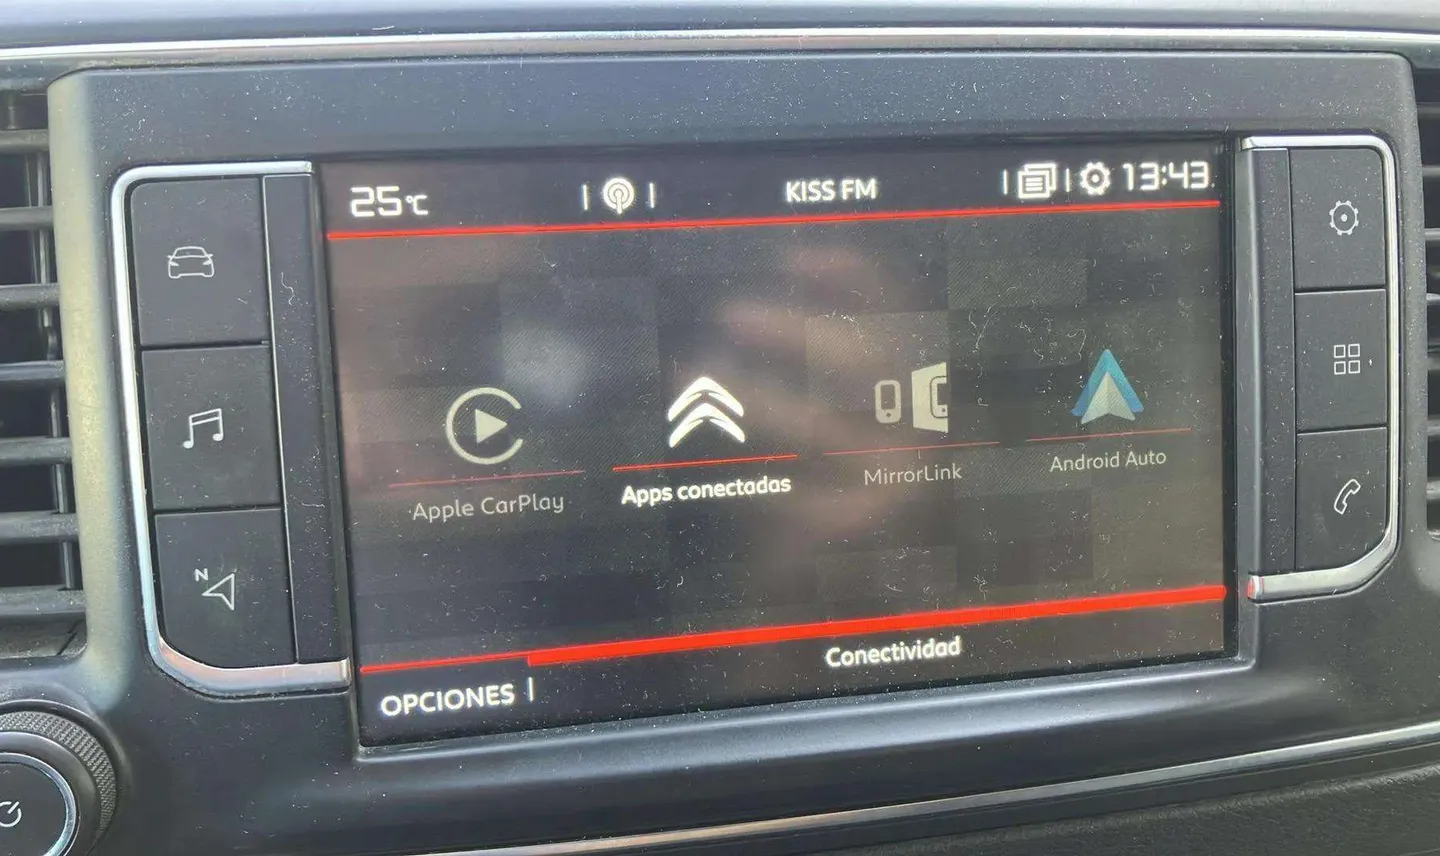 25°C
KISS FM
13:43
Apple CarPlay
Apps conectadas
MirrorLink
Android Auto
Conectividad
OPCIONES
N